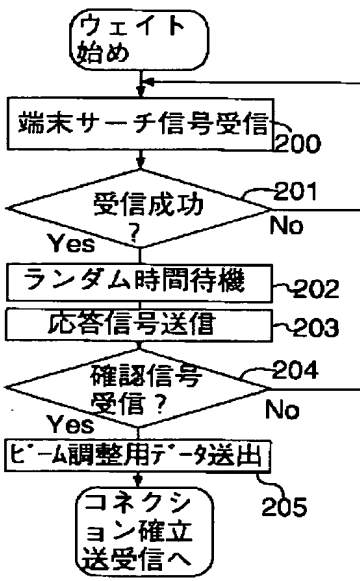 ウェイト
始め
端末サーチ信号受信
200
受信成功
?
201
Yes
No
ランダム時間待機
202
応答信号送信
203
確認信号
受信?
204
Yes
No
ビーム調整用データ送出
205
コネクシ
ョン確立
送受信へ